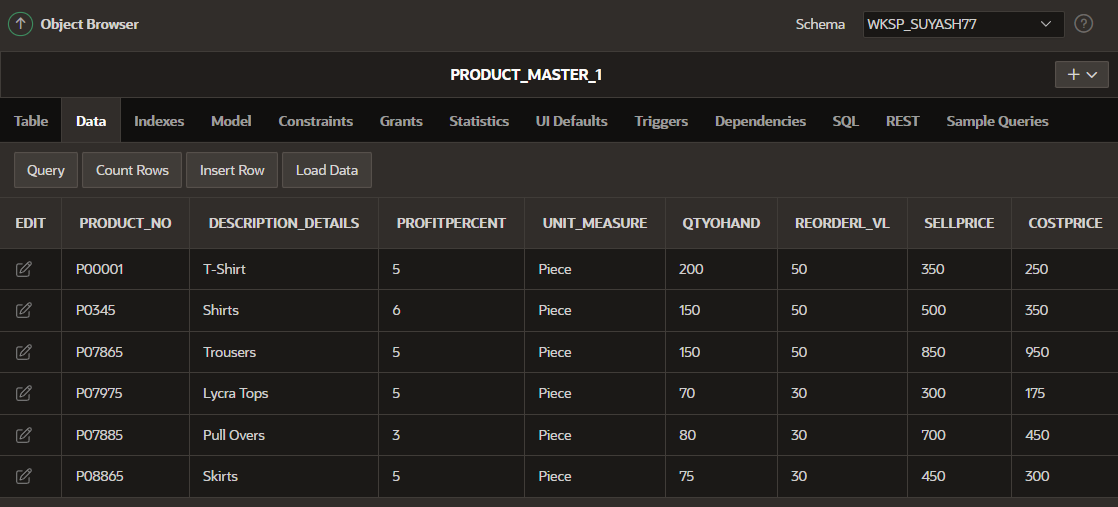 Object Browser Schema WKSP_SUYASH77 ?
PRODUCT_MASTER_1
Table Data Indexes Model Constraints Grants Statistics UI Defaults Triggers Dependencies SQL REST Sample Queries
Query Count Rows Insert Row Load Data
EDIT PRODUCT_NO DESCRIPTION_DETAILS PROFITPERCENT UNIT_MEASURE QTYOHAND REORDERL_VL SELLPRICE COSTPRICE
P00001 T-Shirt 5 Piece 200 50 350 250
P0345 Shirts 6 Piece 150 50 500 350
P07865 Trousers 5 Piece 150 50 850 950
P07975 Lycra Tops 5 Piece 70 30 300 175
P07885 Pull Overs 3 Piece 80 30 700 450
P08865 Skirts 5 Piece 75 30 450 300